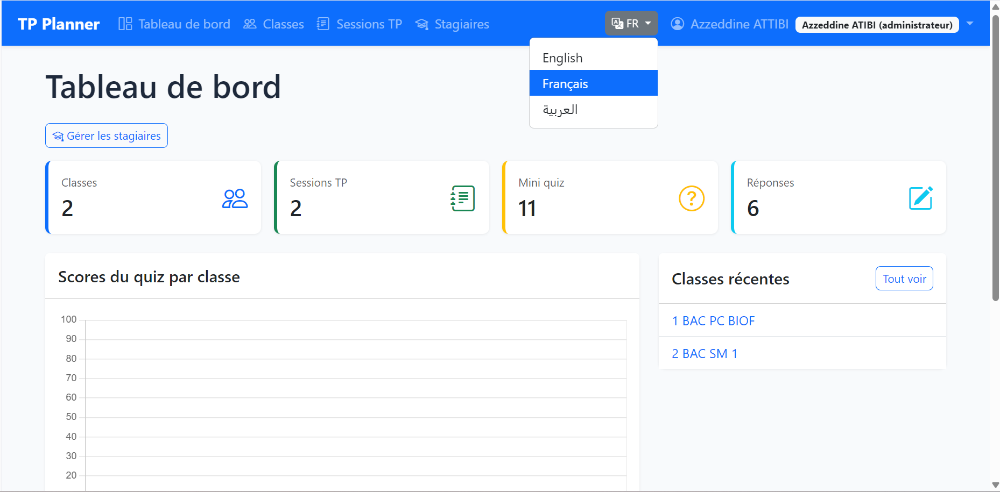 TP Planner Tableau de bord Classes Sessions TP Stagiaires FR Azzeddine ATTIBI Azzeddine ATIBI (administrateur)
English
Français
العربية
Tableau de bord
Gérer les stagiaires
Classes
2
Sessions TP
2
Mini quiz
11
?
Réponses
6
Scores du quiz par classe
100
90
80
70
60
50
40
30
20
Classes récentes
Tout voir
1 BAC PC BIOF
2 BAC SM 1